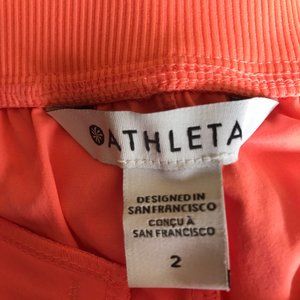 ATHLETA
DESIGNED IN
SAN FRANCISCO
CONÇU À
SAN FRANCISCO
2